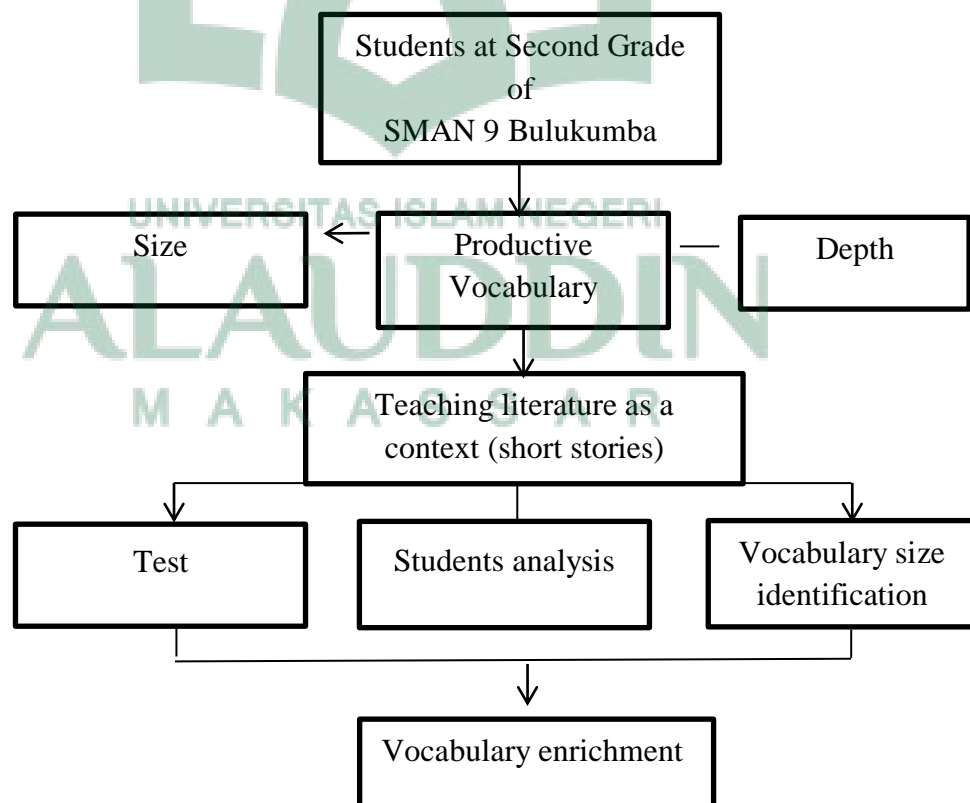 Students at Second Grade
of
SMAN 9 Bulukumba
UNIVERSITAS ISLAM NEGERI
Size
Productive
Vocabulary
Depth
ALAUDDIN
MAKASSAR
Teaching literature as a
context (short stories)
Test
Students analysis
Vocabulary size
identification
Vocabulary enrichment